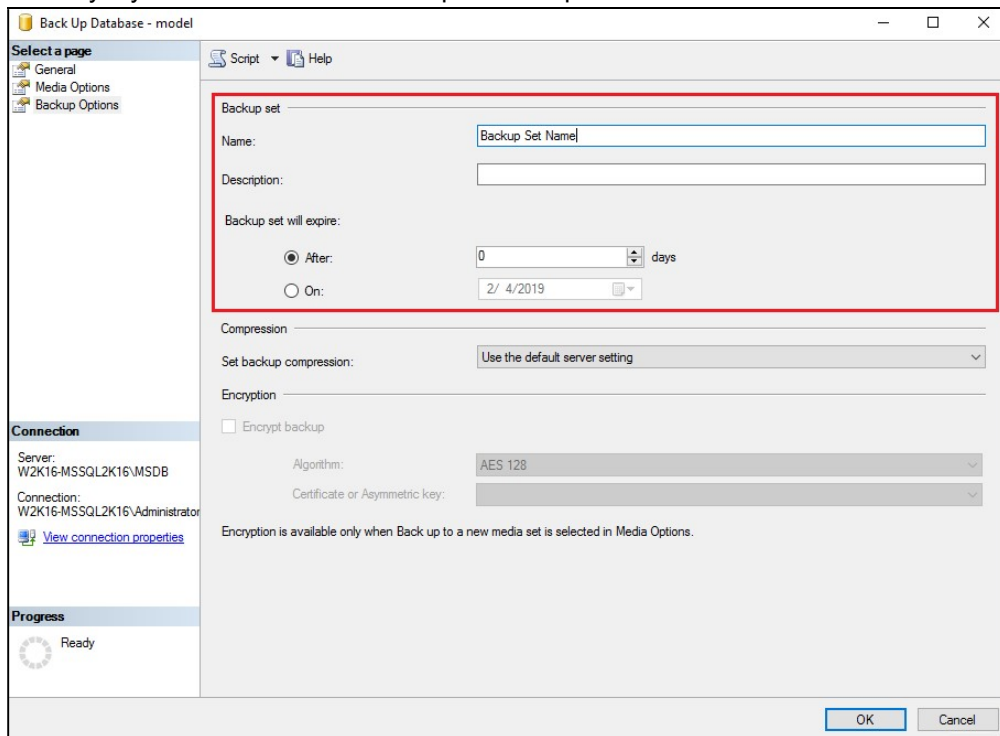 Back Up Database - model
Select a page
General
Media Options
Backup Options
Script
Help
Backup set
Name:
Backup Set Name
Description:
Backup set will expire:
After:
0
days
On:
2/ 4/2019
Compression
Set backup compression:
Use the default server setting
Encryption
Encrypt backup
Algorithm:
AES 128
Certificate or Asymmetric key:
Encryption is available only when Back up to a new media set is selected in Media Options.
Connection
Server:
W2K16-MSSQL2K16\MSDB
Connection:
W2K16-MSSQL2K16\Administrator
View connection properties
Progress
Ready
OK
Cancel